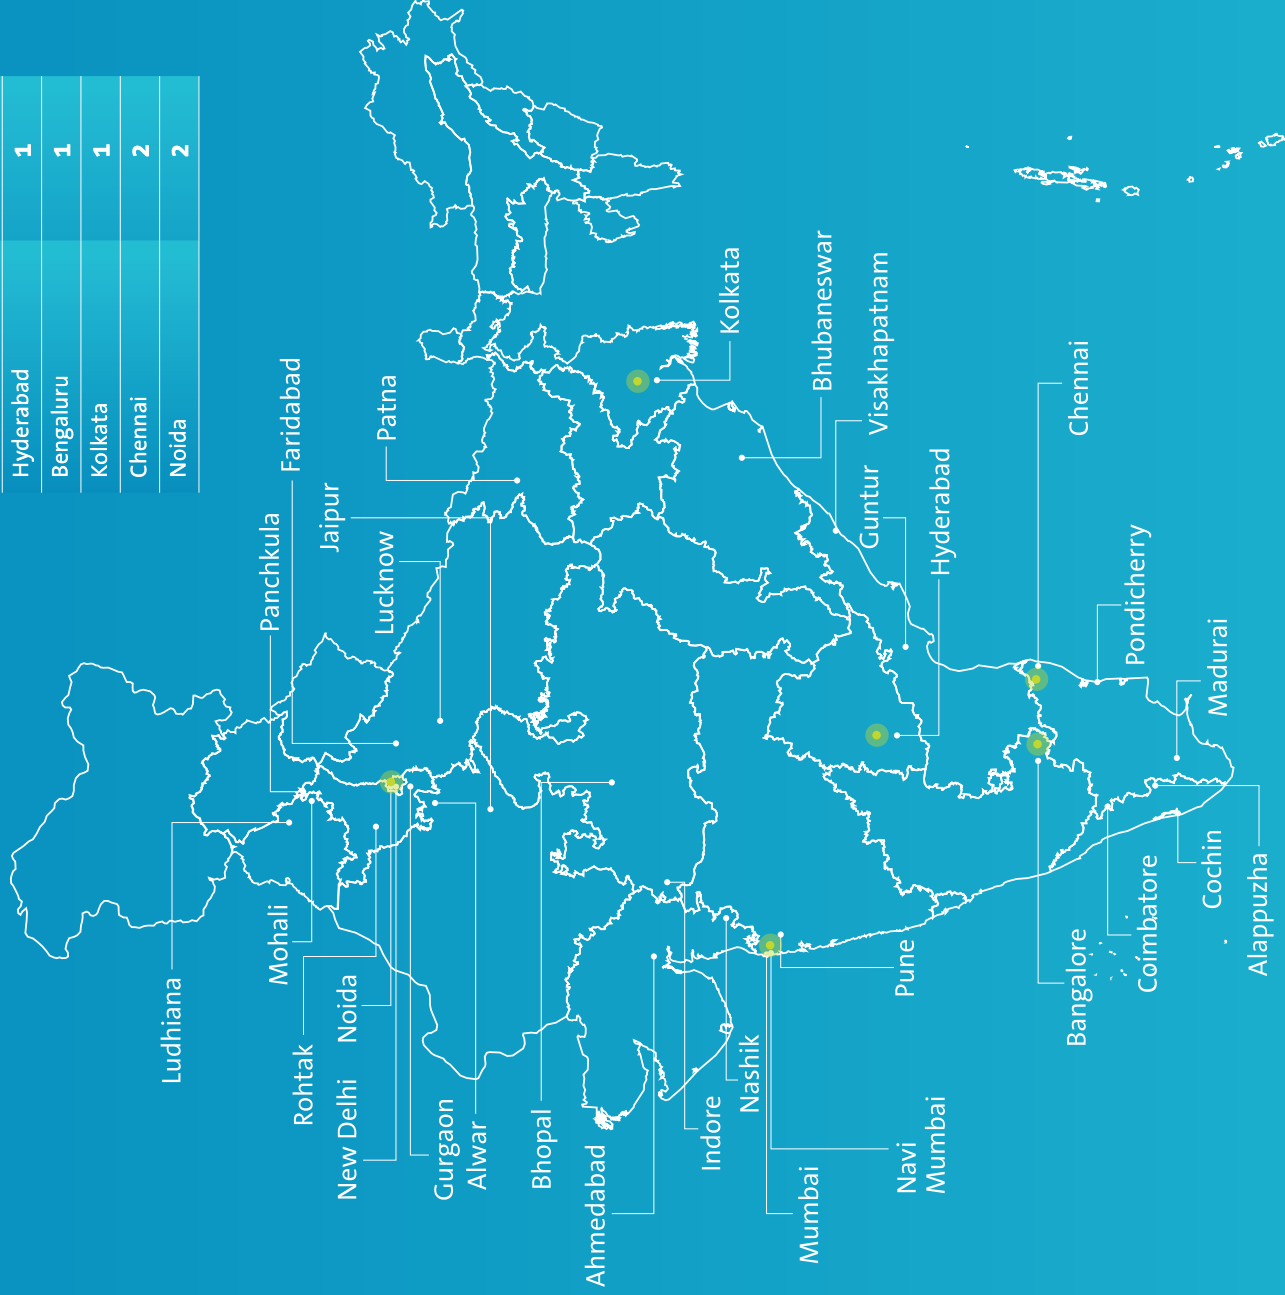 Hyderabad 1
Bengaluru 1
Kolkata 1
Chennai 2
Noida 2
Ludhiana
Panchkula
Faridabad
Mohali
Rohtak
Jaipur
Noida
New Delhi
Lucknow
Patna
Gurgaon
Alwar
Bhopal
Ahmedabad
Indore
Kolkata
Nashik
Mumbai
Bhubaneswar
Visakhapatnam
Guntur
Pune
Navi
Mumbai
Hyderabad
Chennai
Bangalore
Pondicherry
Coimbatore
Cochin
Madurai
Alappuzha